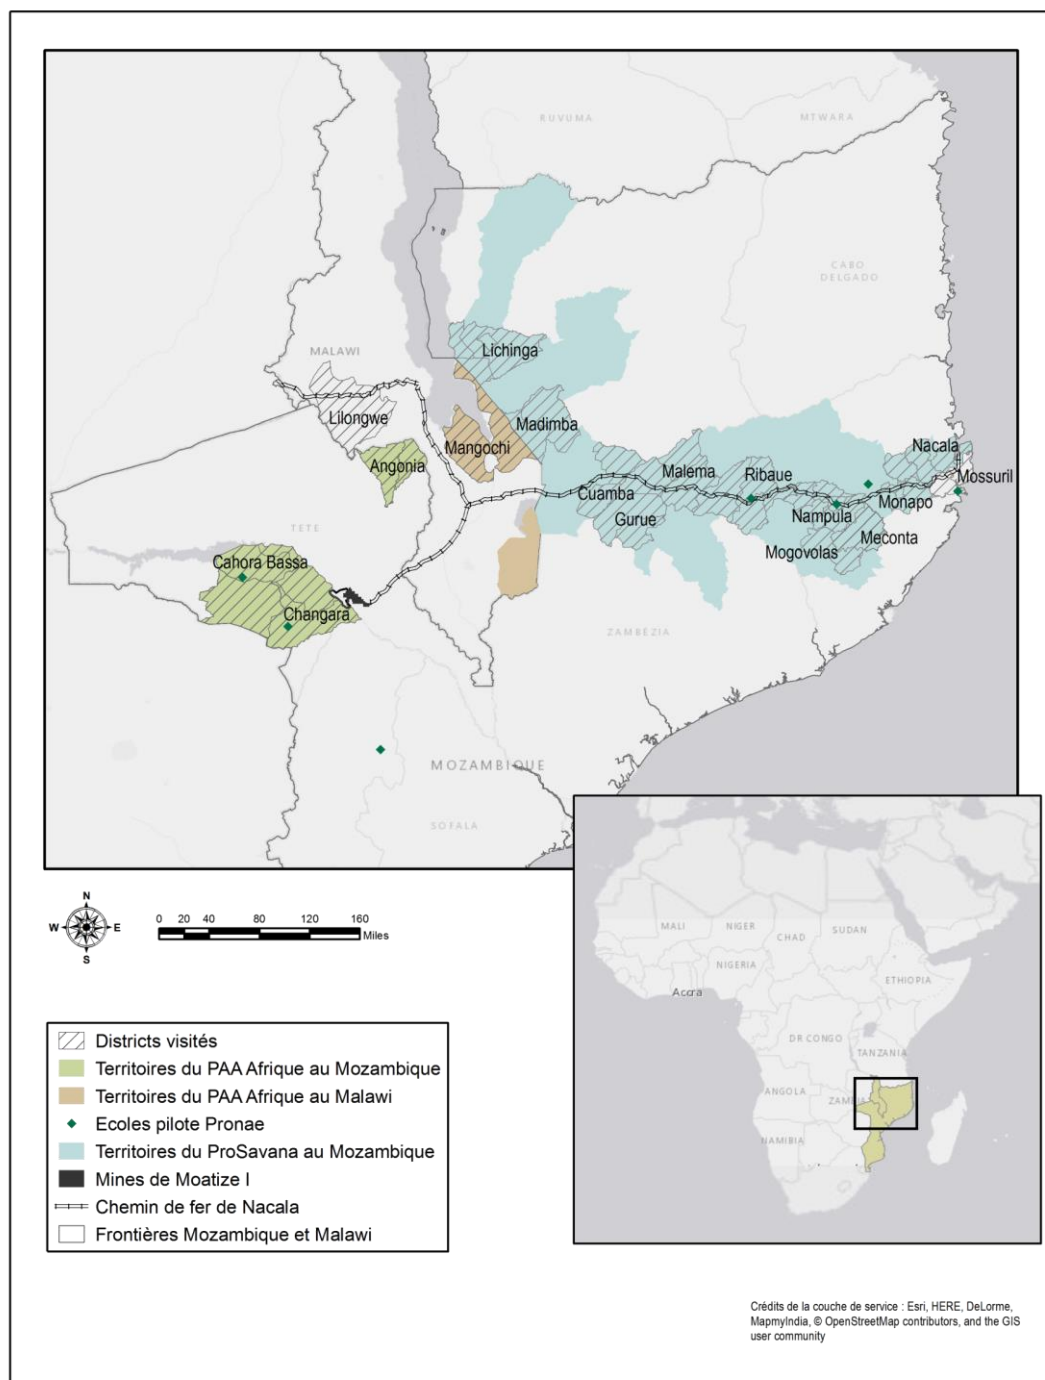 RUVUMA
MTWARA
CABO
DELGADO
MALAWI
Lichinga
Lilongwe
Madimba
Mangochi
Angonia
Nacala
Malema
Ribaue
Mossuril
Cuamba
Monapo
Nampula
Gurue
Meconta
Mogovolas
TETE
Cahora Bassa
Changara
ZAMBÉZIA
MOZAMBIQUE
SOFALA
N
W
E
S
0 20 40 80 120 160
Miles
MALI
NIGER
CHAD
SUDAN
NIGERIA
ETHIOPIA
Accra
DR CONGO
TANZANIA
ANGOLA
ZAMBIA
NAMIBIA
Districts visités
Territoires du PAA Afrique au Mozambique
Territoires du PAA Afrique au Malawi
Ecoles pilote Pronae
Territoires du ProSavana au Mozambique
Mines de Moatize I
Chemin de fer de Nacala
Frontières Mozambique et Malawi
Crédits de la couche de service : Esri, HERE, DeLorme,
MapmyIndia, © OpenStreetMap contributors, and the GIS
user community